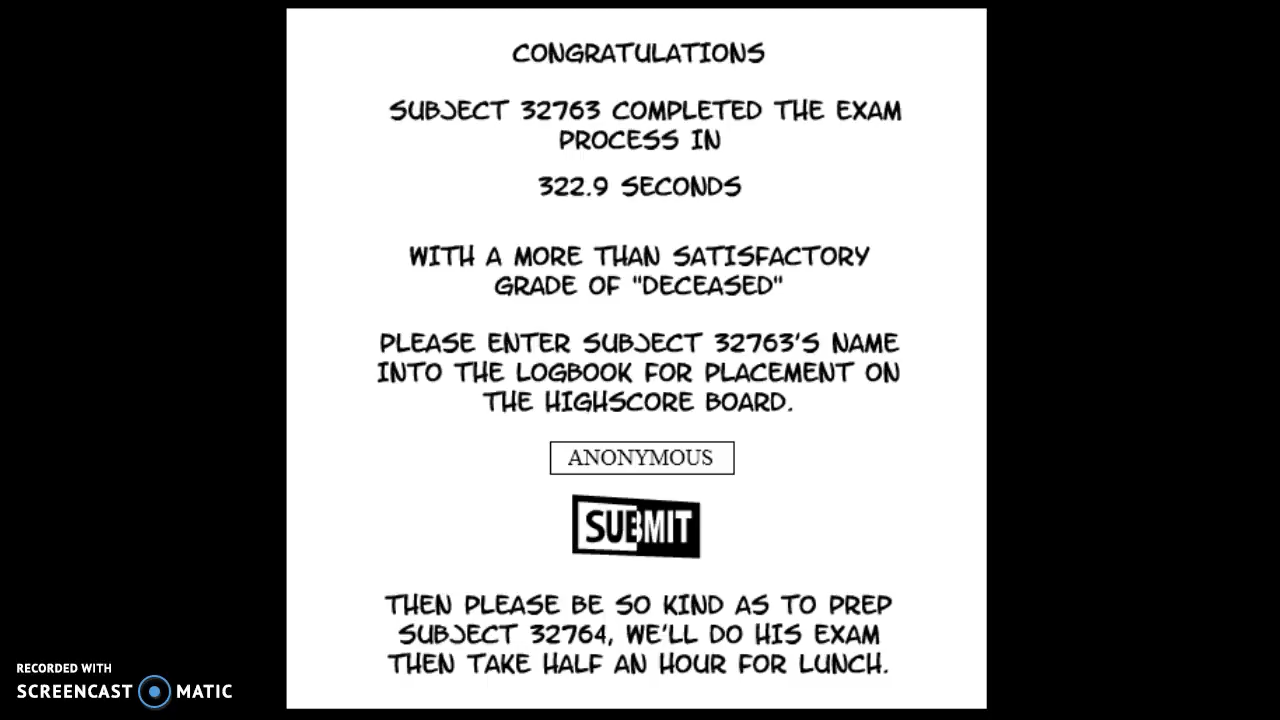 CONGRATULATIONS
SUBJECT 32763 COMPLETED THE EXAM
PROCESS IN
322.9 SECONDS
WITH A MORE THAN SATISFACTORY
GRADE OF "DECEASED"
PLEASE ENTER SUBJECT 32763'S NAME
INTO THE LOGBOOK FOR PLACEMENT ON
THE HIGHSCORE BOARD.
ANONYMOUS
SUBMIT
THEN PLEASE BE SO KIND AS TO PREP
SUBJECT 32764, WE'LL DO HIS EXAM
THEN TAKE HALF AN HOUR FOR LUNCH.
RECORDED WITH
SCREENCAST MATIC